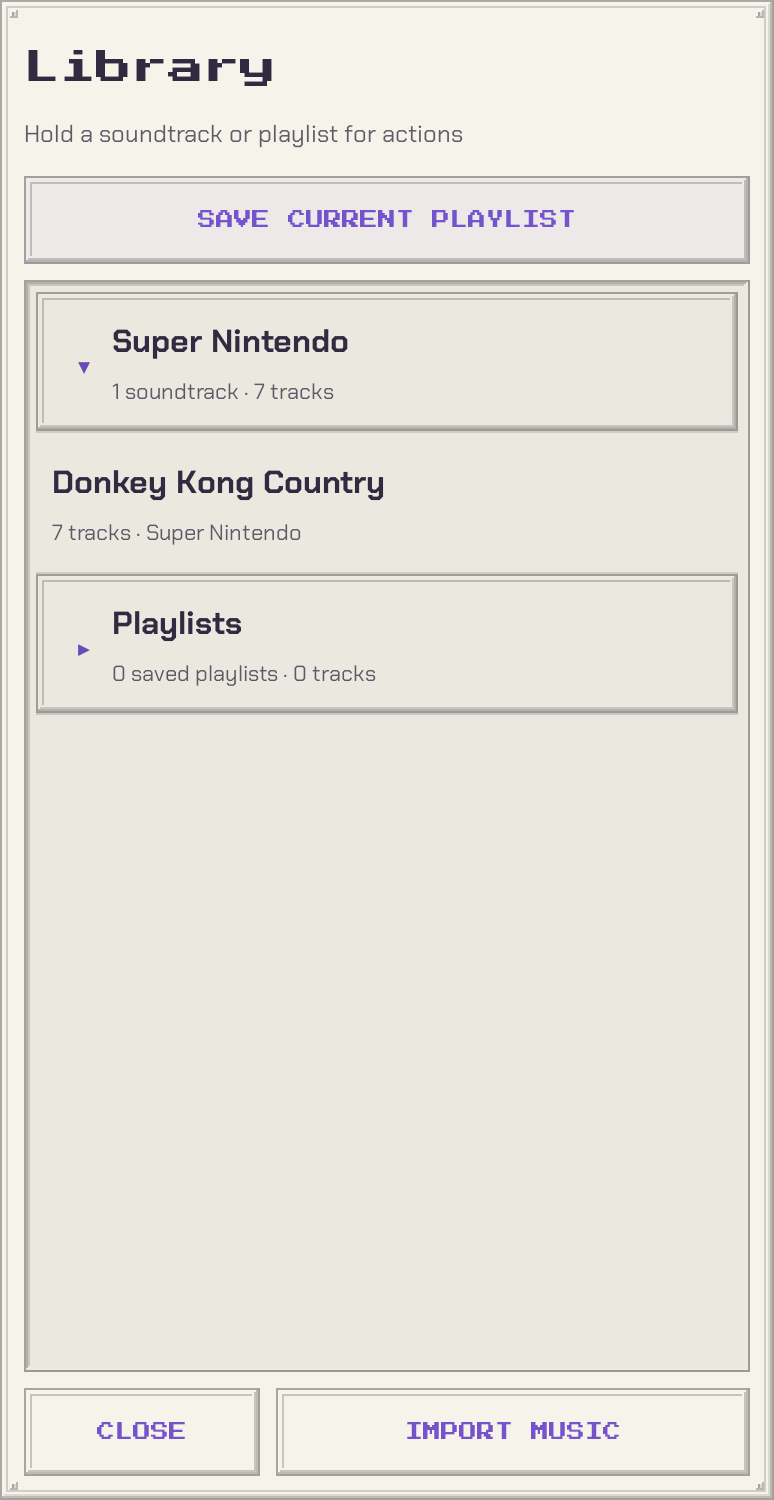 Library
Hold a soundtrack or playlist for actions
SAVE CURRENT PLAYLIST
Super Nintendo
1 soundtrack · 7 tracks
Donkey Kong Country
7 tracks · Super Nintendo
Playlists
0 saved playlists · 0 tracks
CLOSE
IMPORT MUSIC